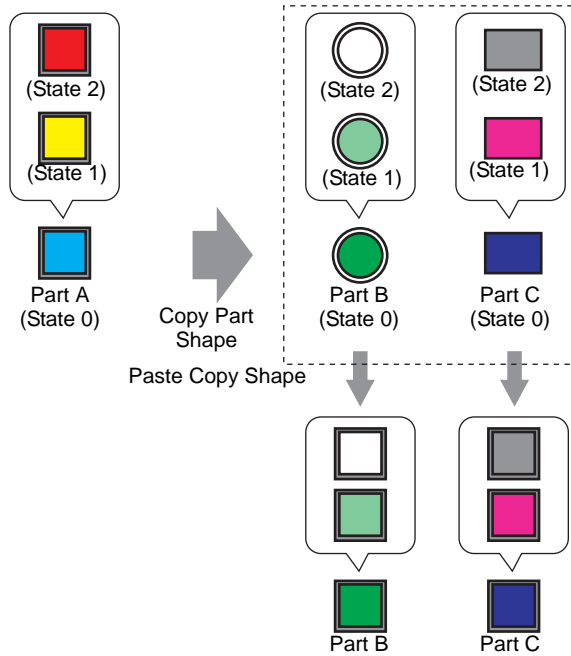 (State 2)
(State 2)
(State 2)
(State 1)
(State 1)
(State 1)
Part A
(State 0)
Part B
(State 0)
Part C
(State 0)
Copy Part
Shape
Paste Copy Shape
Part B
Part C